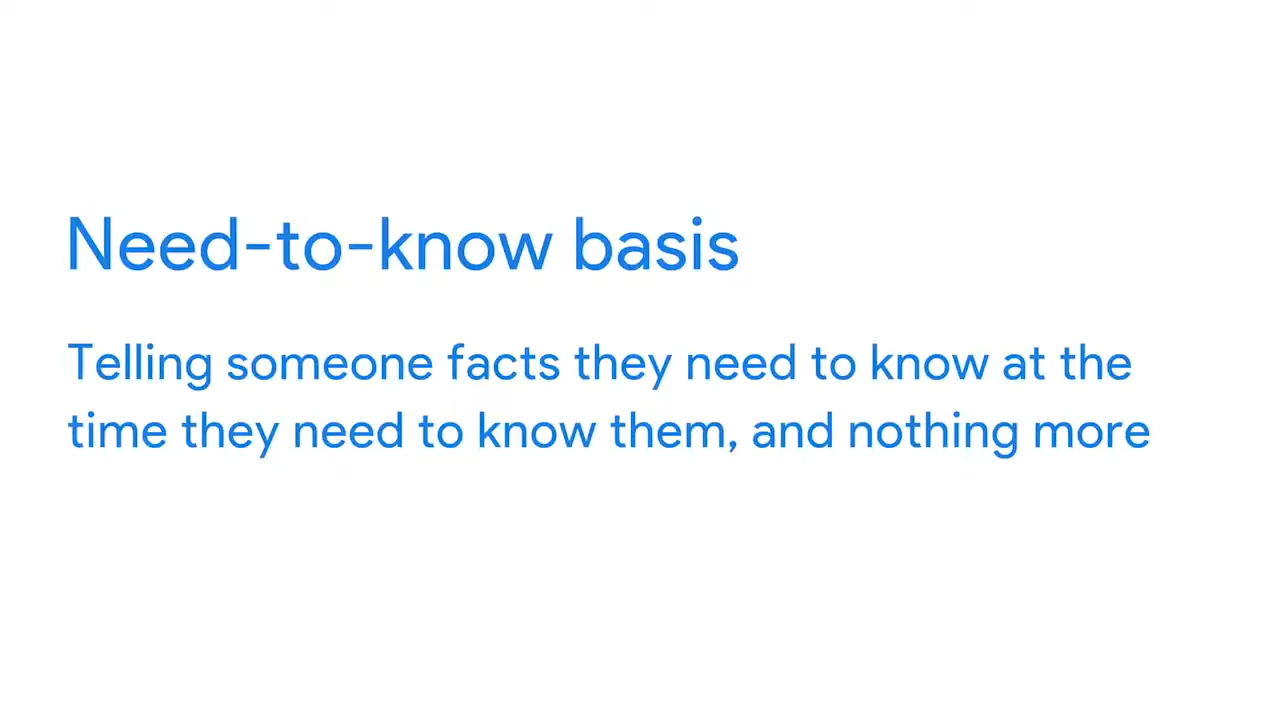 Need-to-know basis
Telling someone facts they need to know at the
time they need to know them, and nothing more